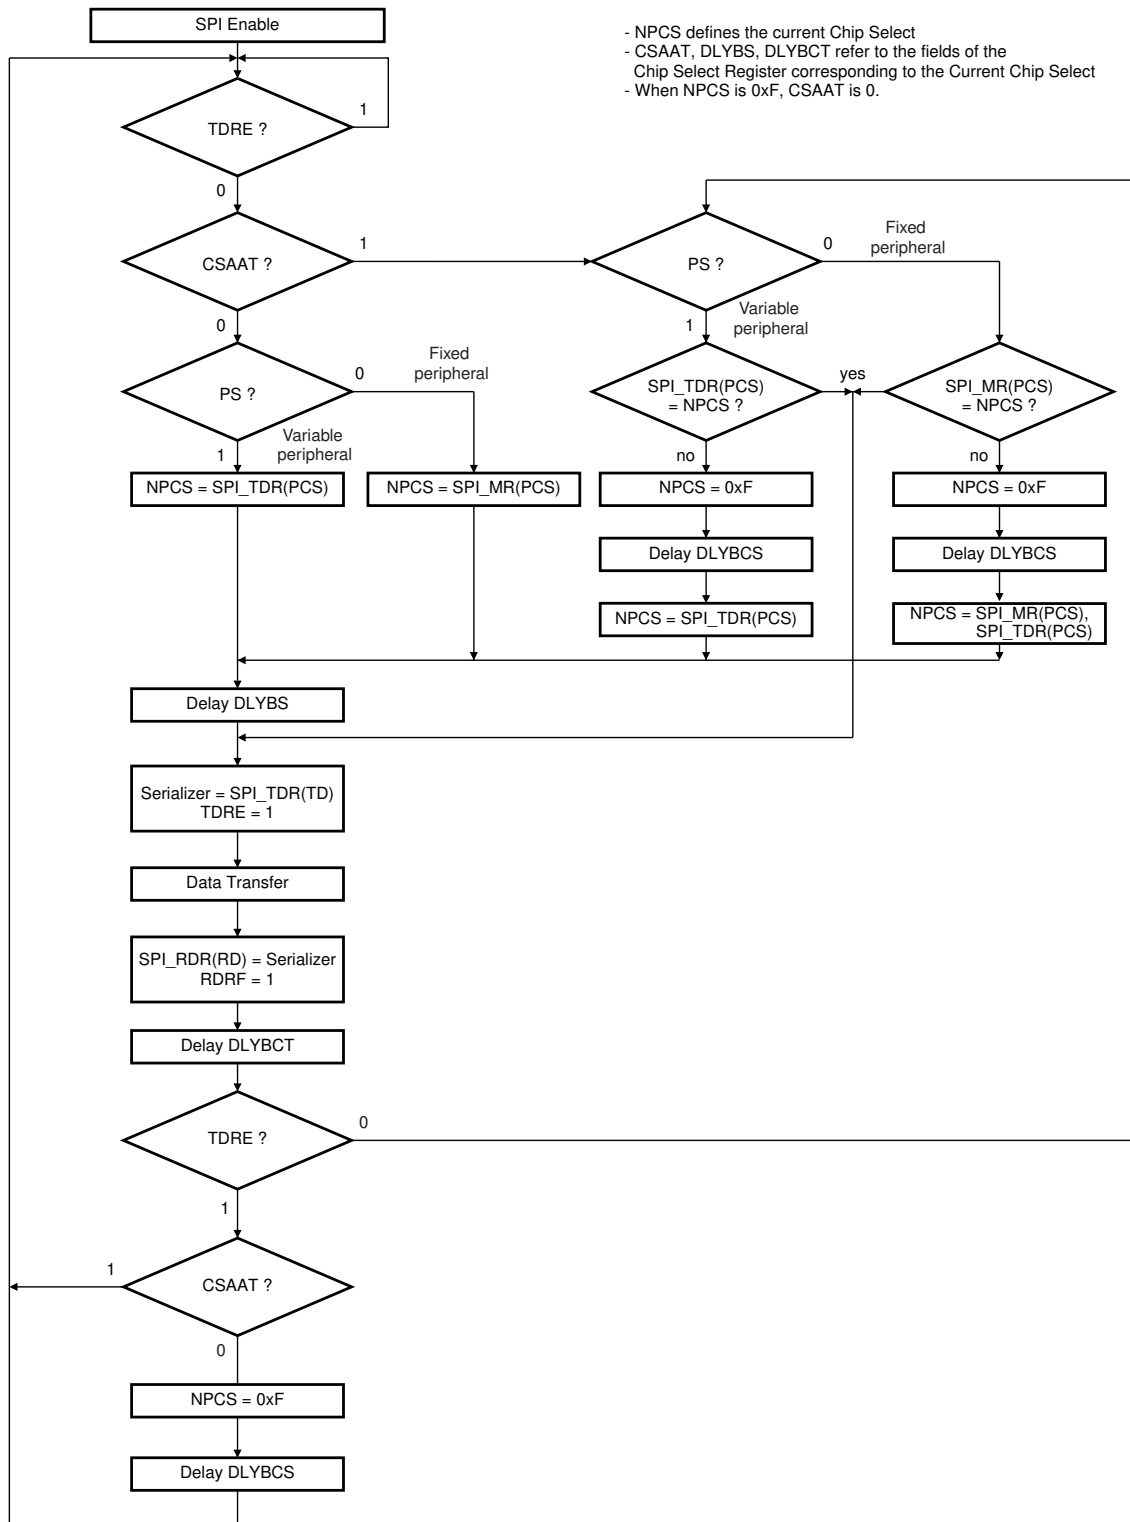 SPI Enable
- NPCS defines the current Chip Select
- CSAAT, DLYBS, DLYBCT refer to the fields of the
Chip Select Register corresponding to the Current Chip Select
- When NPCS is 0xF, CSAAT is 0.
TDRE ?
1
0
CSAAT ?
1
0
PS ?
0
Fixed
peripheral
1
Variable
peripheral
PS ?
0
Fixed
peripheral
1
Variable
peripheral
SPI_TDR(PCS)
= NPCS ?
yes
SPI_MR(PCS)
= NPCS ?
no
no
NPCS = SPI_TDR(PCS)
NPCS = SPI_MR(PCS)
NPCS = 0xF
NPCS = 0xF
Delay DLYBCS
Delay DLYBCS
NPCS = SPI_TDR(PCS)
NPCS = SPI_MR(PCS),
SPI_TDR(PCS)
Delay DLYBS
Serializer = SPI_TDR(TD)
TDRE = 1
Data Transfer
SPI_RDR(RD) = Serializer
RDRF = 1
Delay DLYBCT
TDRE ?
0
1
CSAAT ?
1
0
NPCS = 0xF
Delay DLYBCS